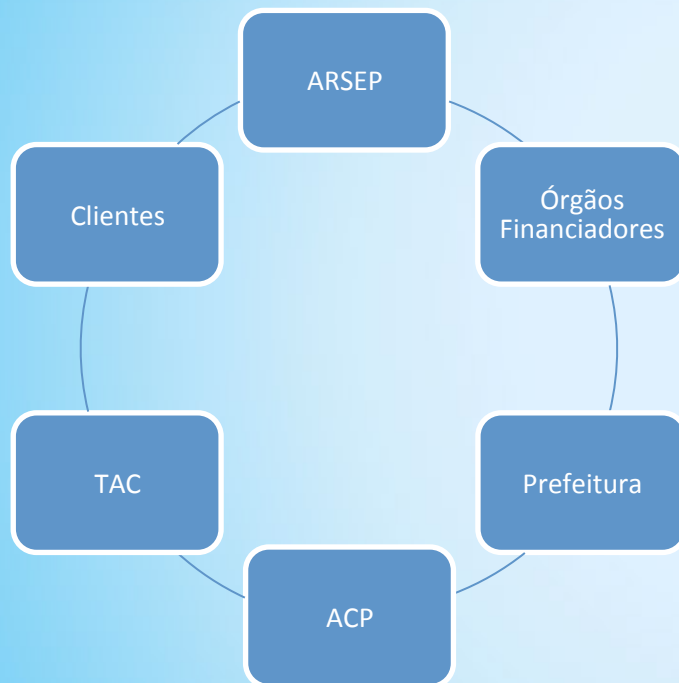 ARSEP
Órgãos
Financiadores
Prefeitura
ACP
TAC
Clientes